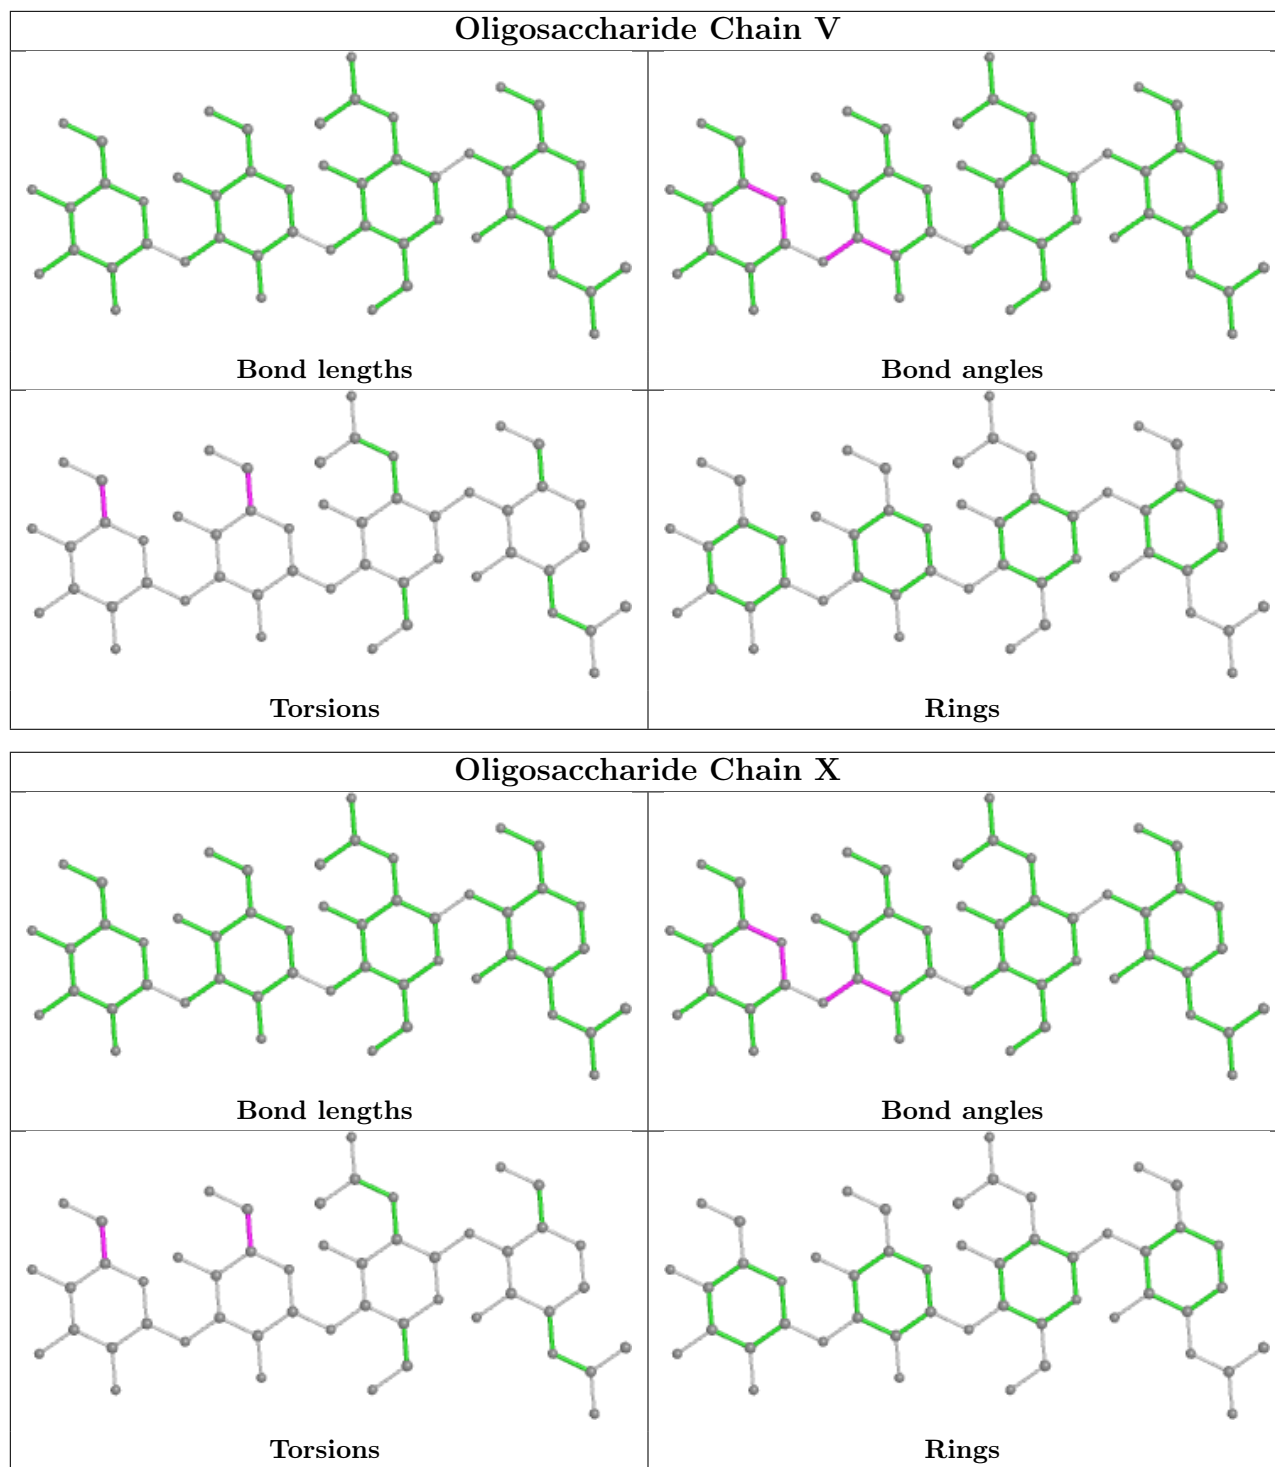 Oligosaccharide Chain V
Bond lengths
Bond angles
Torsions
Rings
Oligosaccharide Chain X
Bond lengths
Bond angles
Torsions
Rings